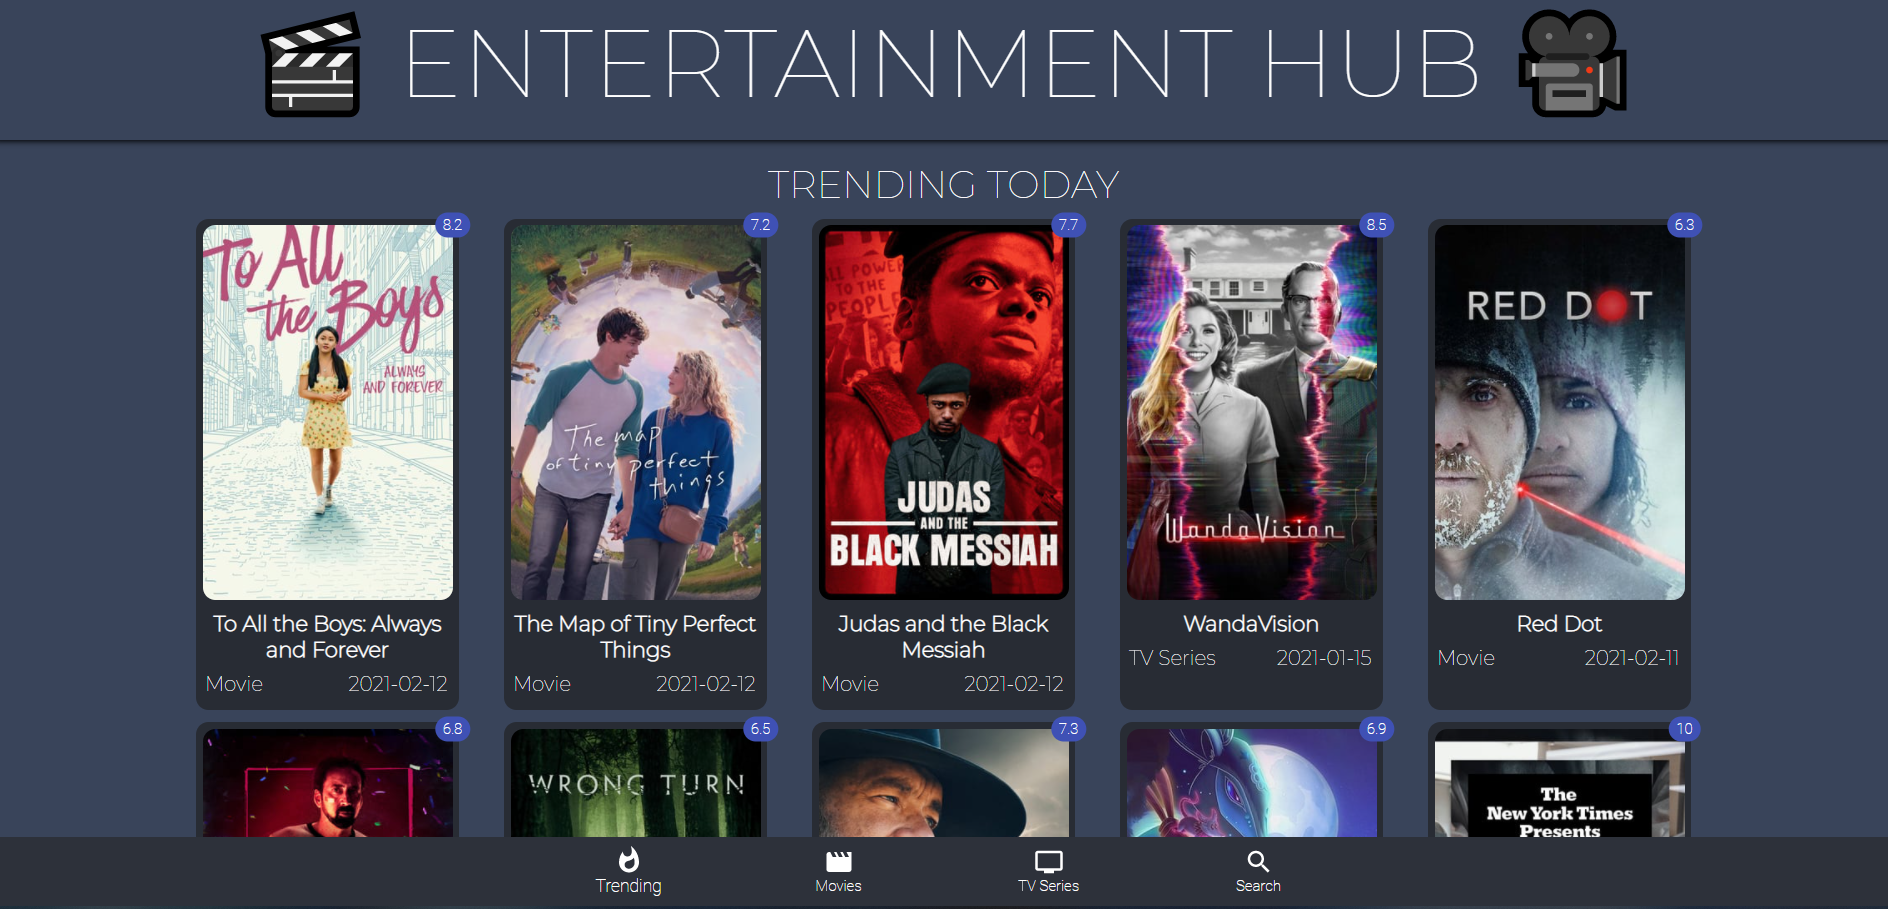 ENTERTAINMENT HUB
TRENDING TODAY
8.2
7.2
7.7
8.5
6.3
To All
the Boys
ALWAYS
AND FOREVER
The map
of tiny perfect
things
ALL POWER
TO THE
PEOPLE
JUDAS
AND THE
BLACK MESSIAH
WandaVision
RED DOT
To All the Boys: Always
and Forever
Movie 2021-02-12
The Map of Tiny Perfect
Things
Movie 2021-02-12
Judas and the Black
Messiah
Movie 2021-02-12
WandaVision
TV Series 2021-01-15
Red Dot
Movie 2021-02-11
6.8
6.5
7.3
6.9
10
WRONG TURN
The
New York Times
Presents
Trending
Movies
TV Series
Search